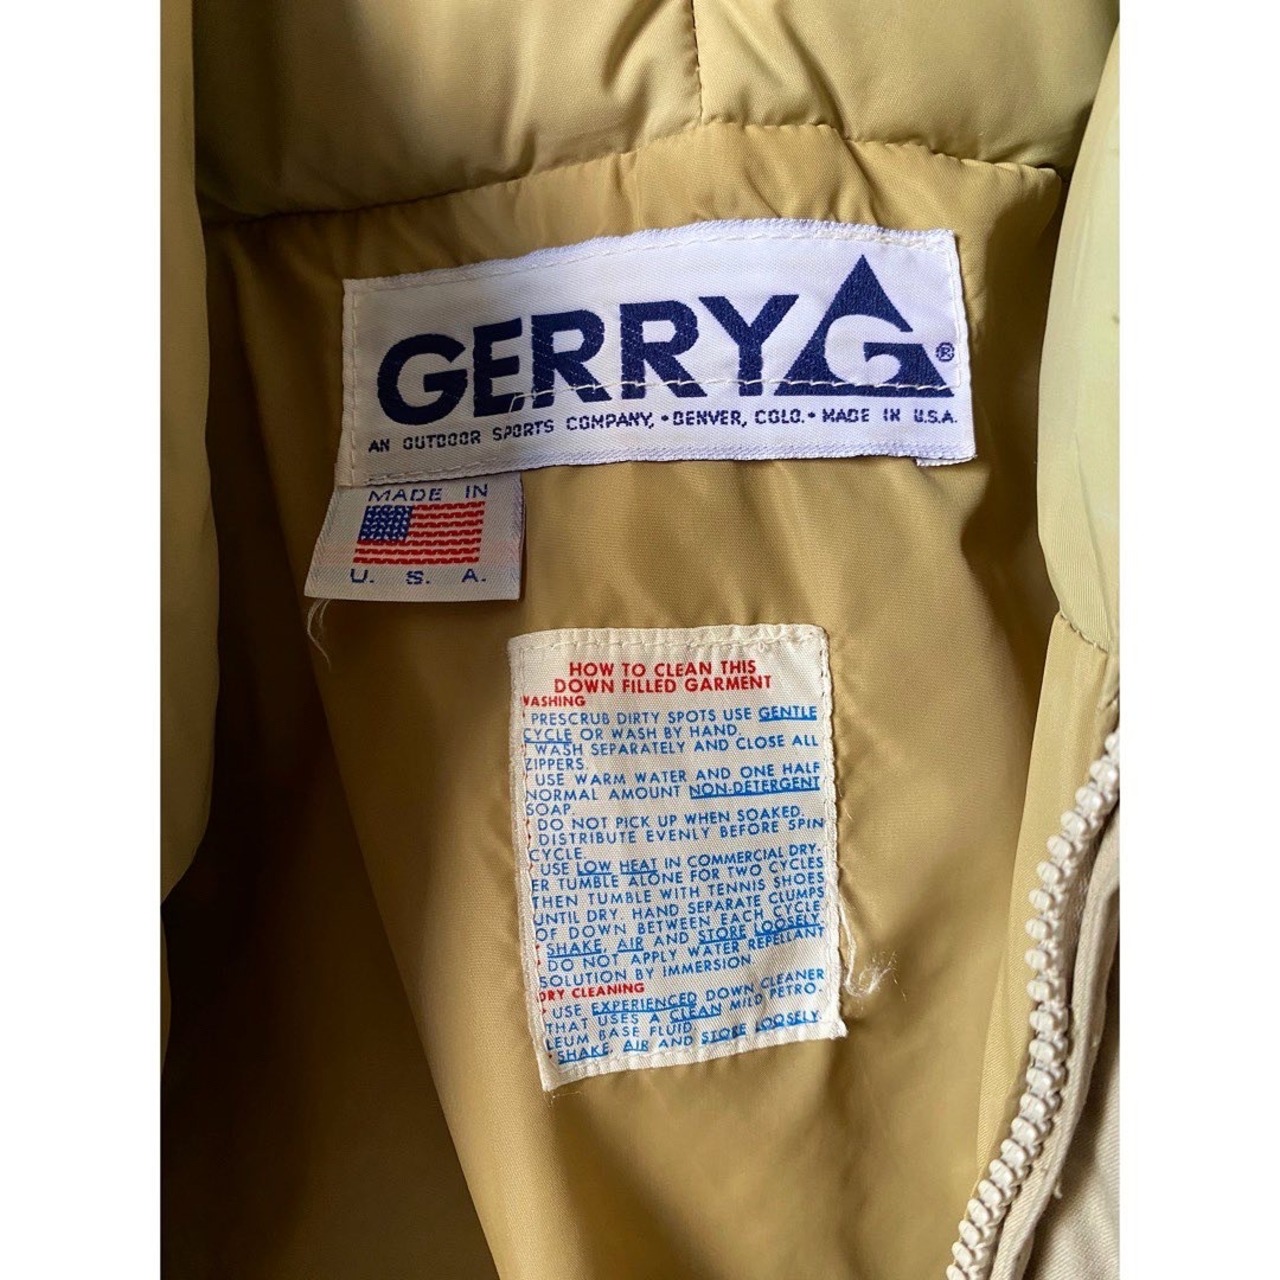 GERRY G ®
AN OUTDOOR SPORTS COMPANY, • DENVER, COLO. • MADE IN U.S.A.
MADE IN
U. S. A.
HOW TO CLEAN THIS
DOWN FILLED GARMENT
WASHING
• PRESCRUB DIRTY SPOTS USE GENTLE
CYCLE OR WASH BY HAND.
• WASH SEPARATELY AND CLOSE ALL
ZIPPERS.
• USE WARM WATER AND ONE HALF
NORMAL AMOUNT NON-DETERGENT
SOAP.
• DO NOT PICK UP WHEN SOAKED.
• DISTRIBUTE EVENLY BEFORE SPIN
CYCLE.
• USE LOW HEAT IN COMMERCIAL DRY-
ER TUMBLE ALONE FOR TWO CYCLES
THEN TUMBLE WITH TENNIS SHOES
UNTIL DRY. HAND SEPARATE CLUMPS
OF DOWN BETWEEN EACH CYCLE.
• SHAKE, AIR AND STORE LOOSELY.
• DO NOT APPLY WATER REPELLANT
SOLUTION BY IMMERSION
DRY CLEANING
• USE EXPERIENCED DOWN CLEANER
THAT USES A CLEAN MILD PETRO-
LEUM BASE FLUID
• SHAKE, AIR AND STORE LOOSELY.